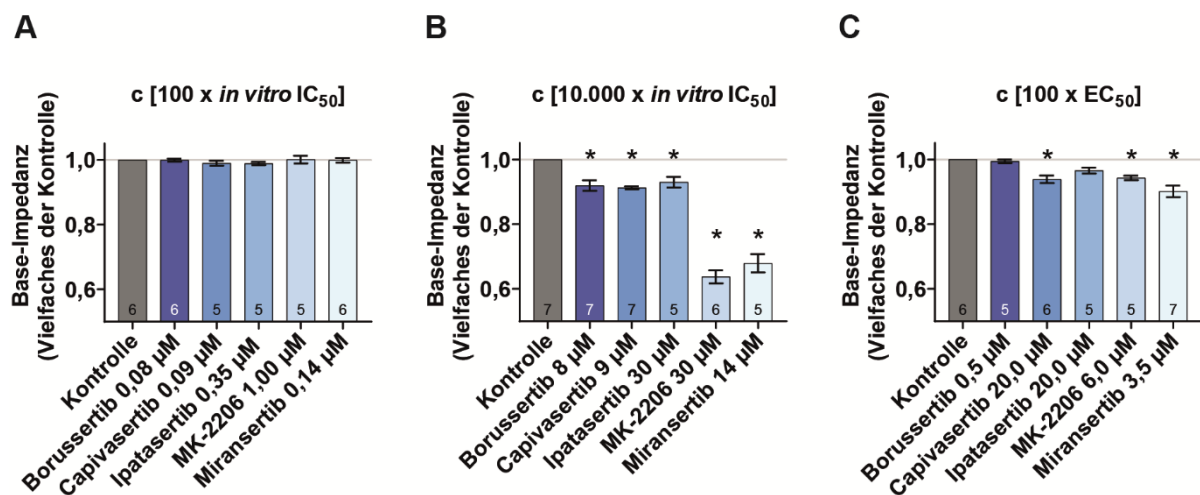 A
c [100 x in vitro IC50]
Base-Impedanz
(Vielfaches der Kontrolle)
1,0
0,8
0,6
6
6
5
5
5
6
Kontrolle
Borussertib 0,08 µM
Capivasertib 0,09 µM
Ipatasertib 0,35 µM
MK-2206 1,00 µM
Miransertib 0,14 µM
B
c [10.000 x in vitro IC50]
Base-Impedanz
(Vielfaches der Kontrolle)
1,0
0,8
0,6
* * * * *
7
7
7
5
6
5
Kontrolle
Borussertib 8 µM
Capivasertib 9 µM
Ipatasertib 30 µM
MK-2206 30 µM
Miransertib 14 µM
C
c [100 x EC50]
Base-Impedanz
(Vielfaches der Kontrolle)
1,0
0,8
0,6
* * *
6
5
6
5
5
7
Kontrolle
Borussertib 0,5 µM
Capivasertib 20,0 µM
Ipatasertib 20,0 µM
MK-2206 6,0 µM
Miransertib 3,5 µM